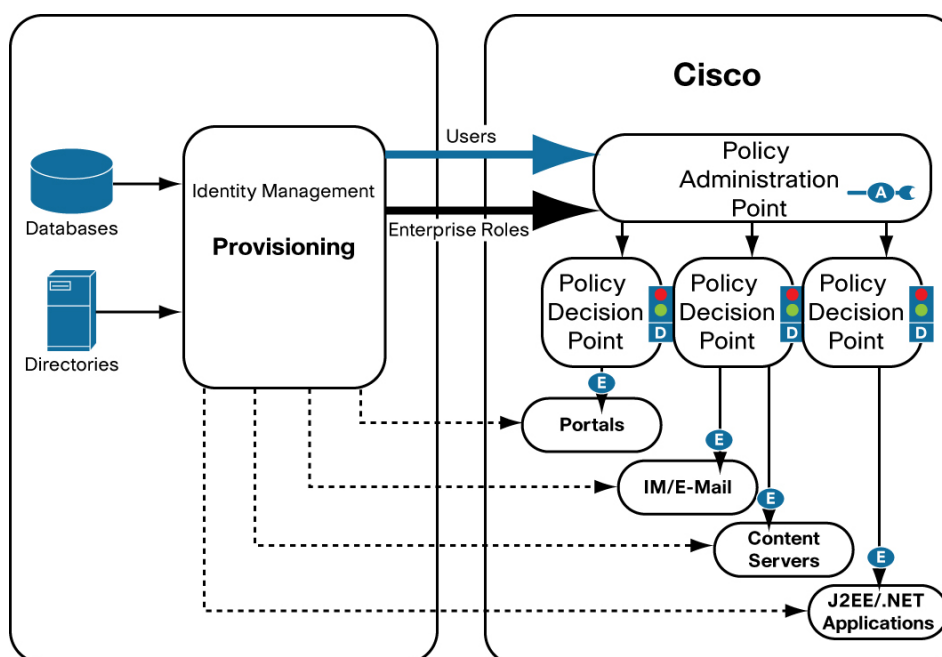 Cisco
Users
Policy
Administration
Point
A
Identity Management
Provisioning
Databases
Enterprise Roles
Directories
Policy
Decision
Point
D
Policy
Decision
Point
D
Policy
Decision
Point
D
E
Portals
E
IM/E-Mail
E
Content
Servers
E
J2EE/.NET
Applications